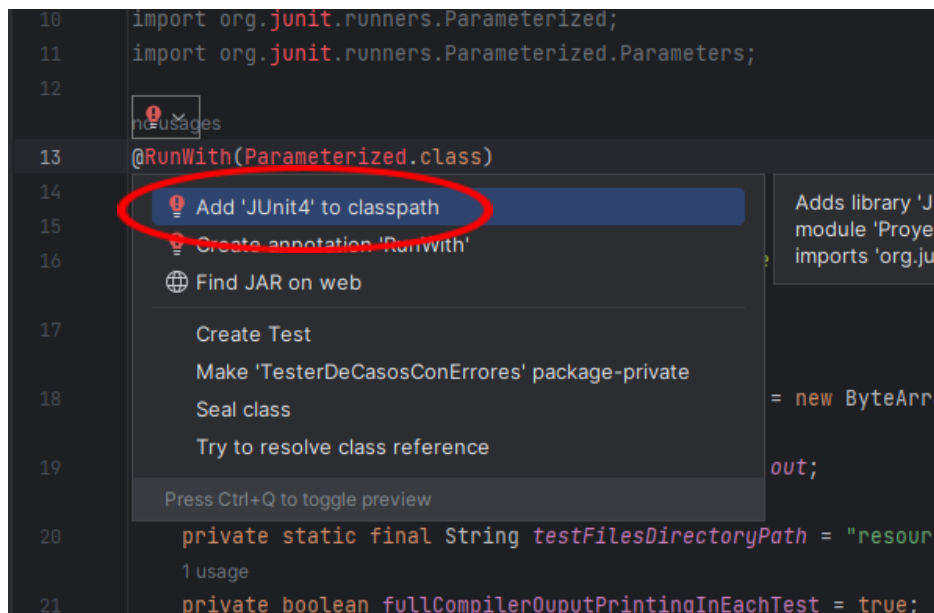 10 import org.junit.runners.Parameterized;
11 import org.junit.runners.Parameterized.Parameters;
12
no usages
13 @RunWith(Parameterized.class)
14
Add 'JUnit4' to classpath
Adds library 'J
15
module 'Proye
Create annotation 'RunWith'
16
imports 'org.ju
Find JAR on web
17
Create Test
Make 'TesterDeCasosConErrores' package-private
18
= new ByteArr
Seal class
Try to resolve class reference
19
out;
Press Ctrl+Q to toggle preview
20 private static final String testFilesDirectoryPath = "resour
1 usage
21 private boolean fullCompilerOuputPrintingInEachTest = true;